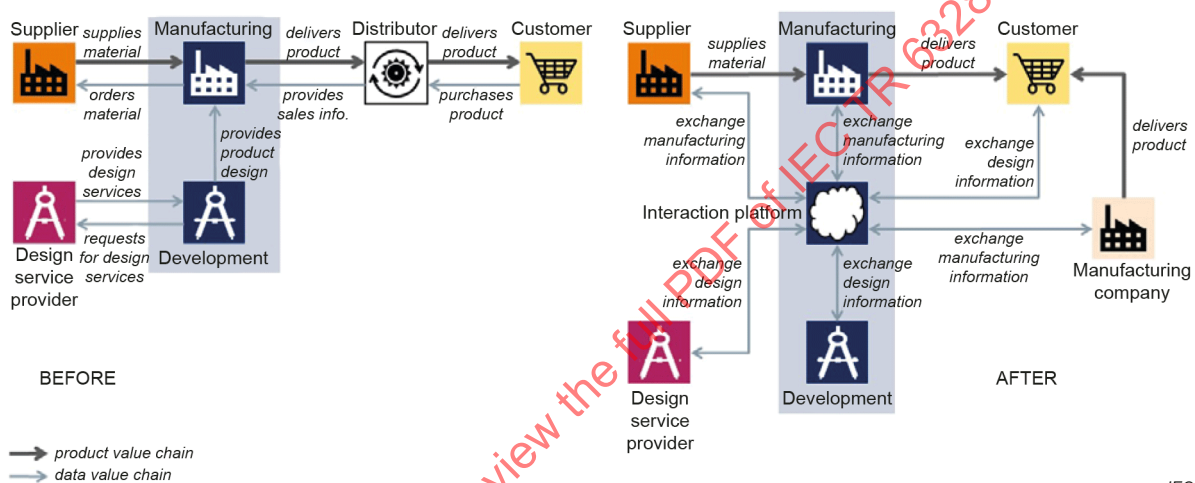 Supplier
supplies
material
Manufacturing
delivers
product
Distributor
delivers
product
Customer
orders
material
provides
sales info.
purchases
product
provides
product
design
provides
design
services
requests
for design
services
Design
service
provider
Development
BEFORE
product value chain
data value chain
Supplier
supplies
material
Manufacturing
delivers
product
Customer
exchange
manufacturing
information
exchange
manufacturing
information
exchange
design
information
delivers
product
Interaction platform
exchange
design
information
exchange
design
information
exchange
manufacturing
information
Manufacturing
company
Design
service
provider
Development
AFTER
view the full PDF of IEC TR 6328